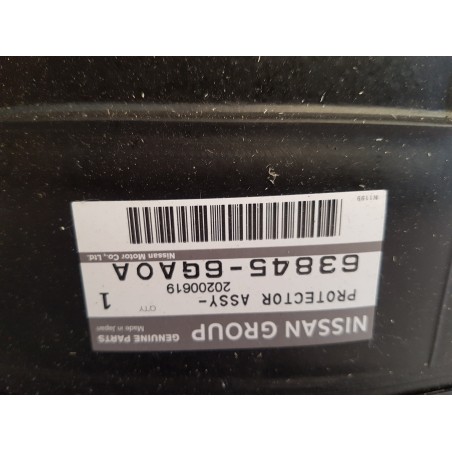 NISSAN GROUP
GENUINE PARTS
Made in Japan
PROTECTOR ASSY-
QTY
20200619
1
63845-6GA0A
Nissan Motor Co., Ltd.